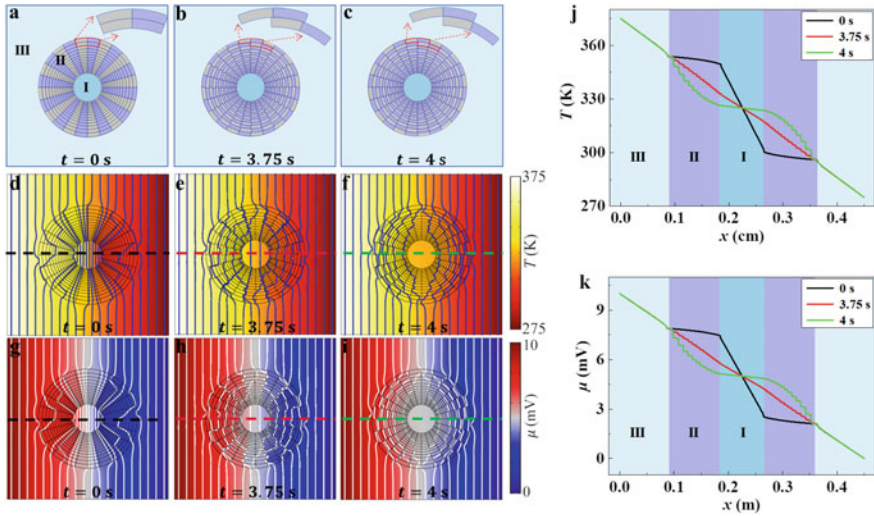 a
III
II
I
t = 0 s
b
t = 3.75 s
c
t = 4 s
d
t = 0 s
e
t = 3.75 s
f
t = 4 s
375
T (K)
275
g
t = 0 s
h
t = 3.75 s
i
t = 4 s
10
μ (mV)
0
j
360
330
300
270
T (K)
0 s
3.75 s
4 s
III
II
I
0.0
0.1
0.2
0.3
0.4
x (cm)
k
9
6
3
0
μ (mV)
0 s
3.75 s
4 s
III
II
I
0.0
0.1
0.2
0.3
0.4
x (m)